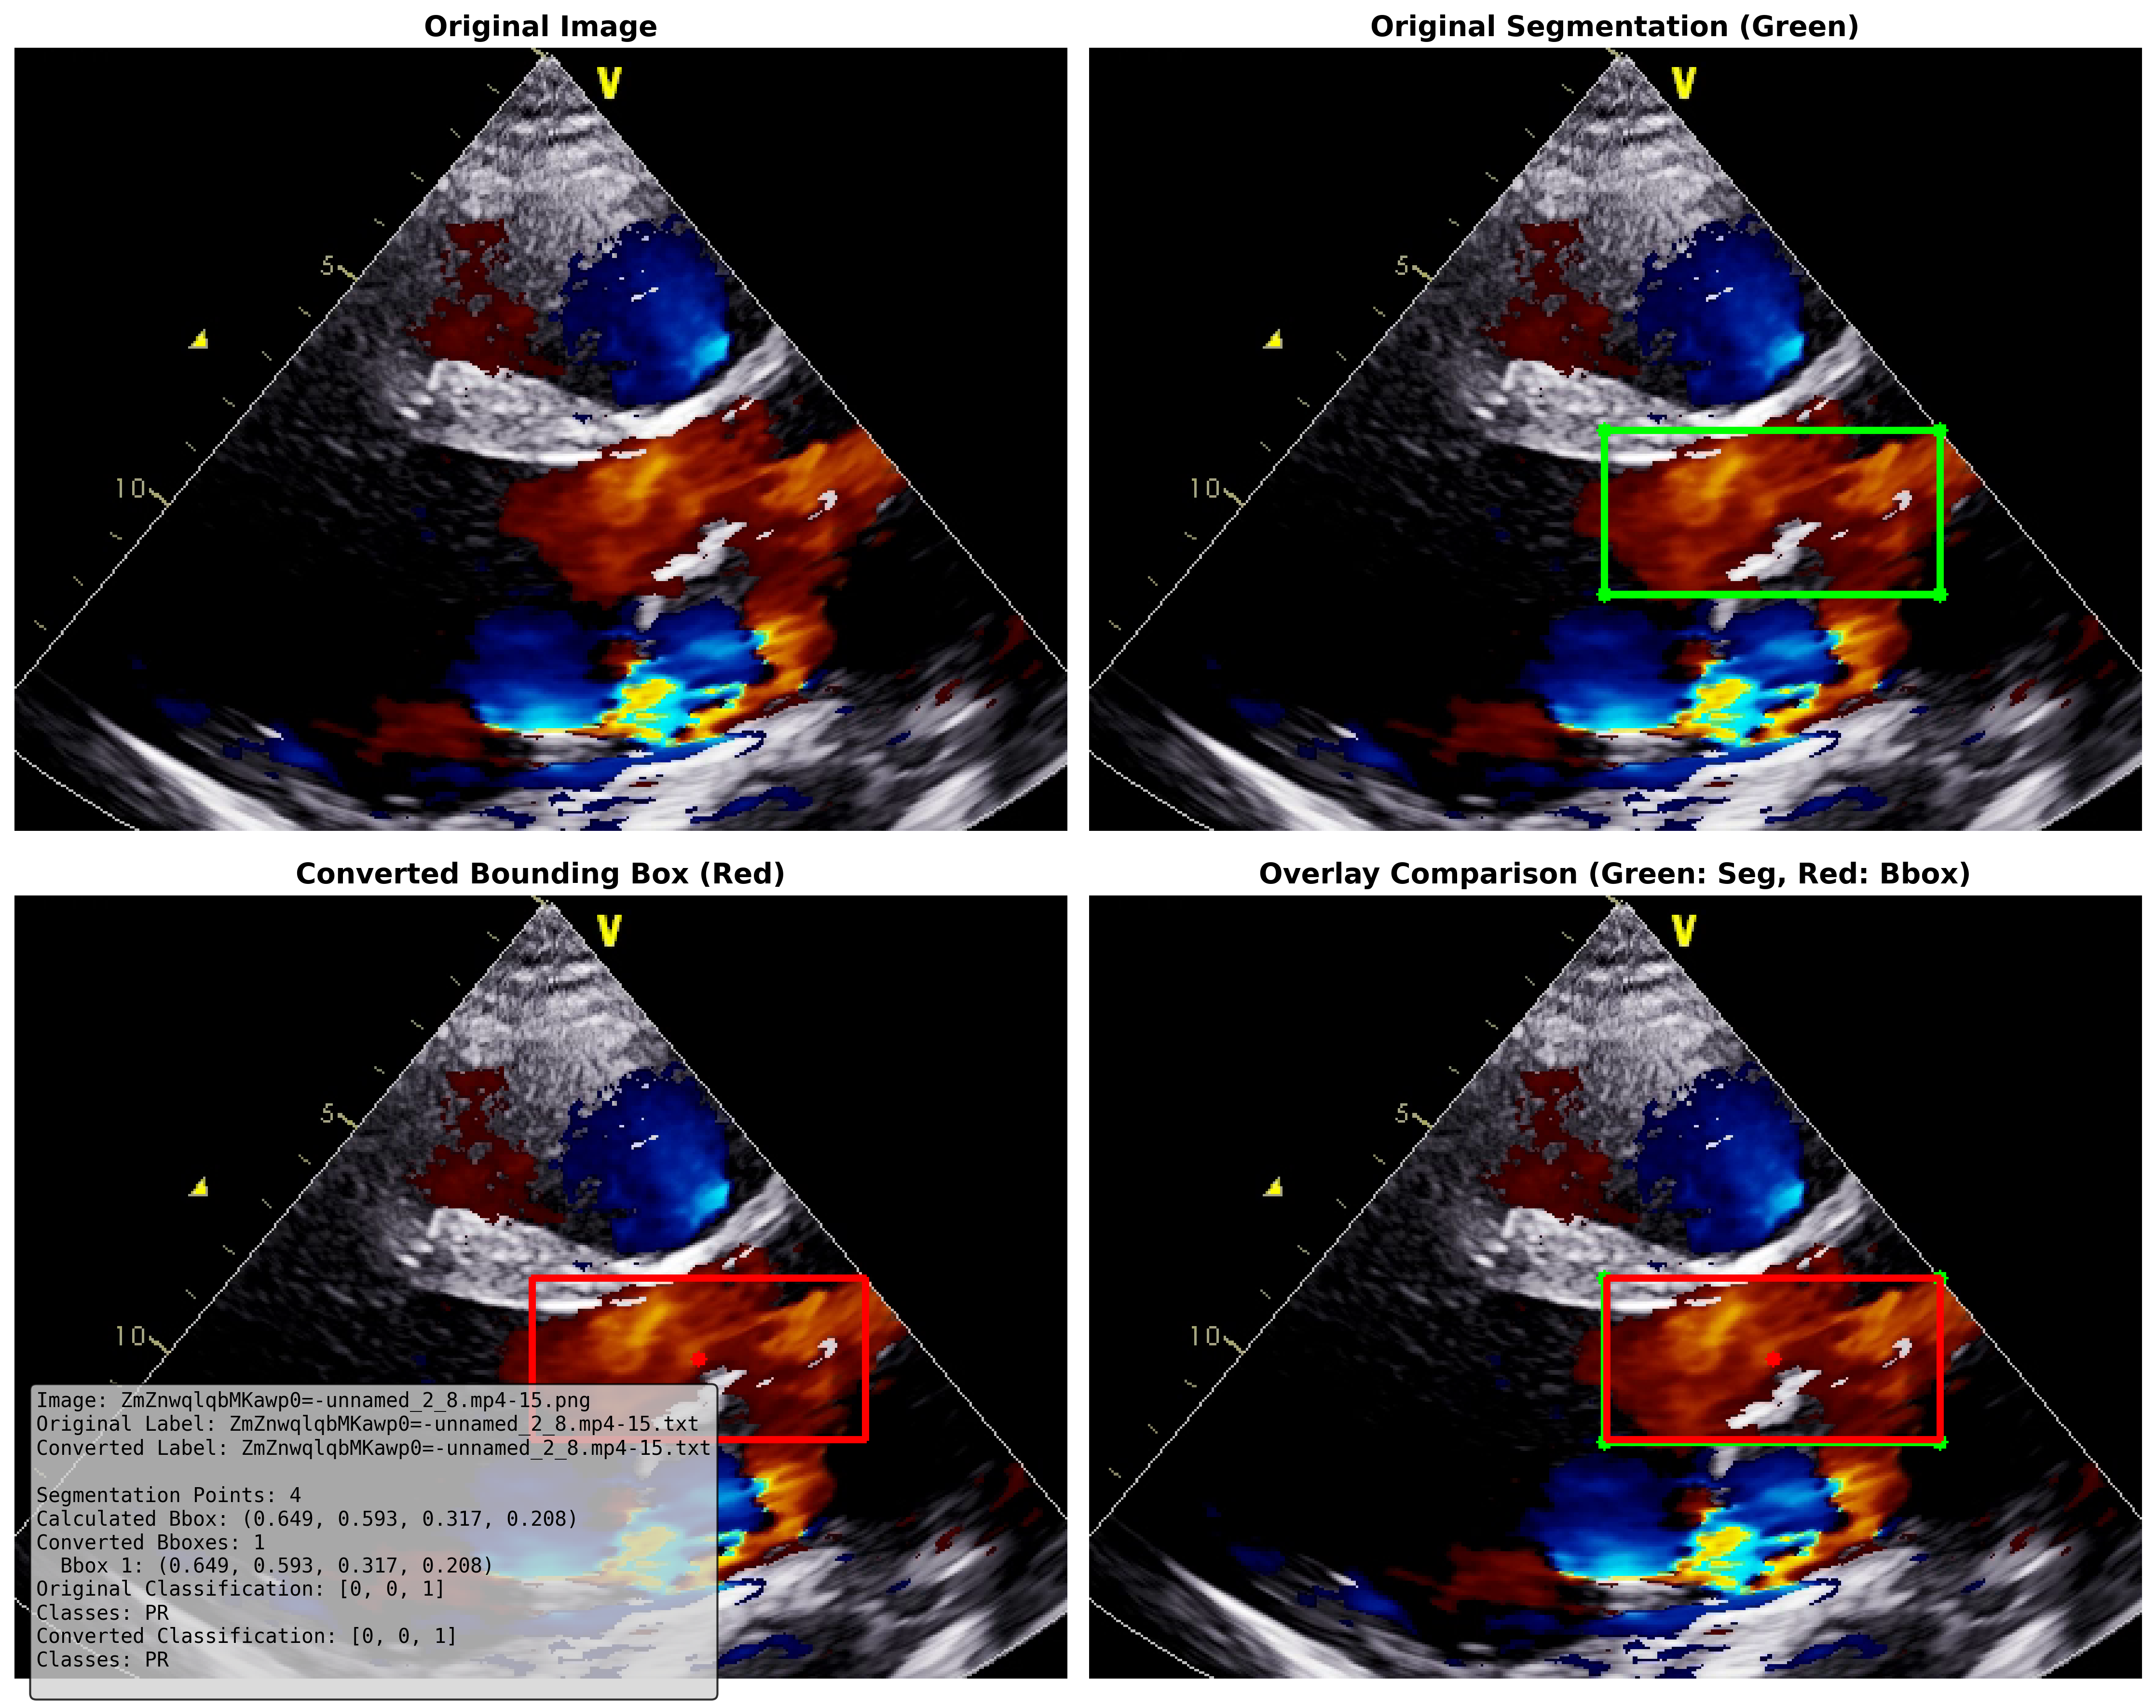 Original Image
Original Segmentation (Green)
V
5
10
V
5
10
Converted Bounding Box (Red)
Overlay Comparison (Green: Seg, Red: Bbox)
V
5
10
V
5
10
Image: ZmZnwqlqbMKawp0=-unnamed_2_8.mp4-15.png
Original Label: ZmZnwqlqbMKawp0=-unnamed_2_8.mp4-15.txt
Converted Label: ZmZnwqlqbMKawp0=-unnamed_2_8.mp4-15.txt
Segmentation Points: 4
Calculated Bbox: (0.649, 0.593, 0.317, 0.208)
Converted Bboxes: 1
Bbox 1: (0.649, 0.593, 0.317, 0.208)
Original Classification: [0, 0, 1]
Classes: PR
Converted Classification: [0, 0, 1]
Classes: PR